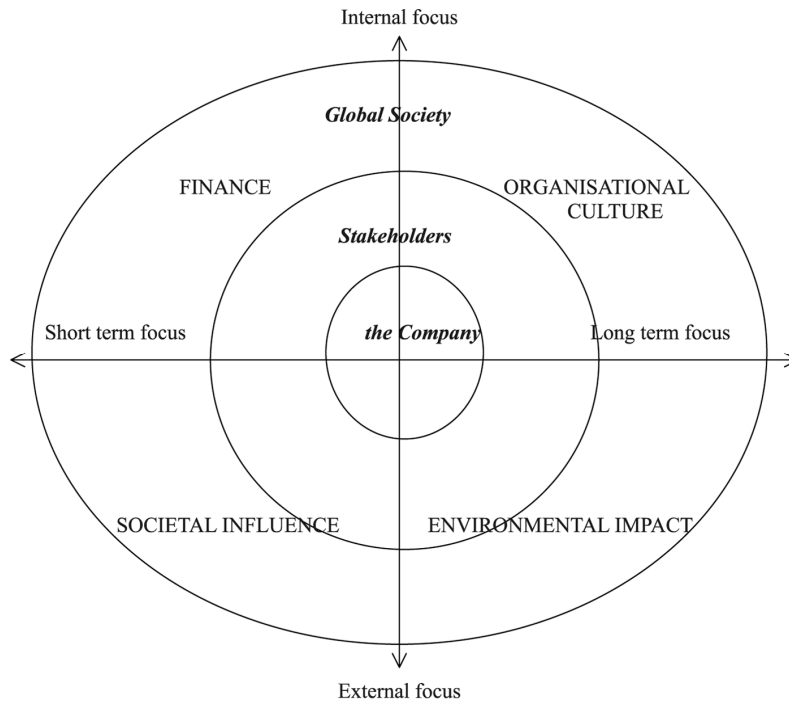 Internal focus
Global Society
FINANCE
ORGANISATIONAL
CULTURE
Stakeholders
Short term focus
the Company
Long term focus
SOCIETAL INFLUENCE
ENVIRONMENTAL IMPACT
External focus